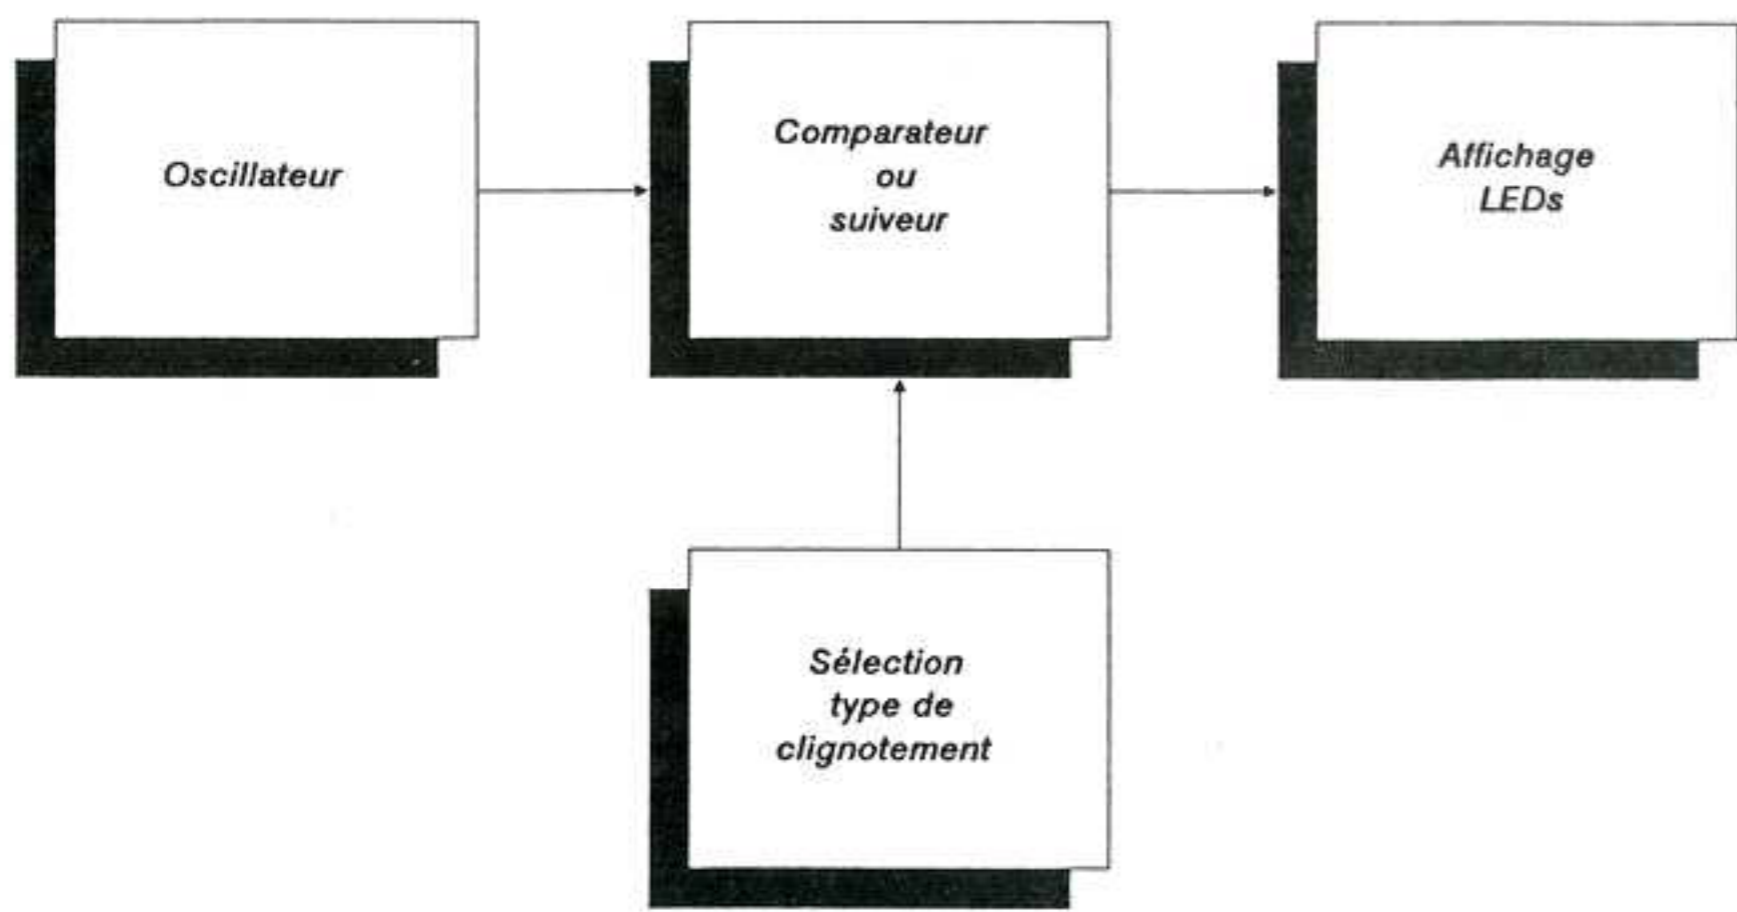 Oscillateur
Comparateur
ou
suiveur
Affichage
LEDs
Sélection
type de
clignotement